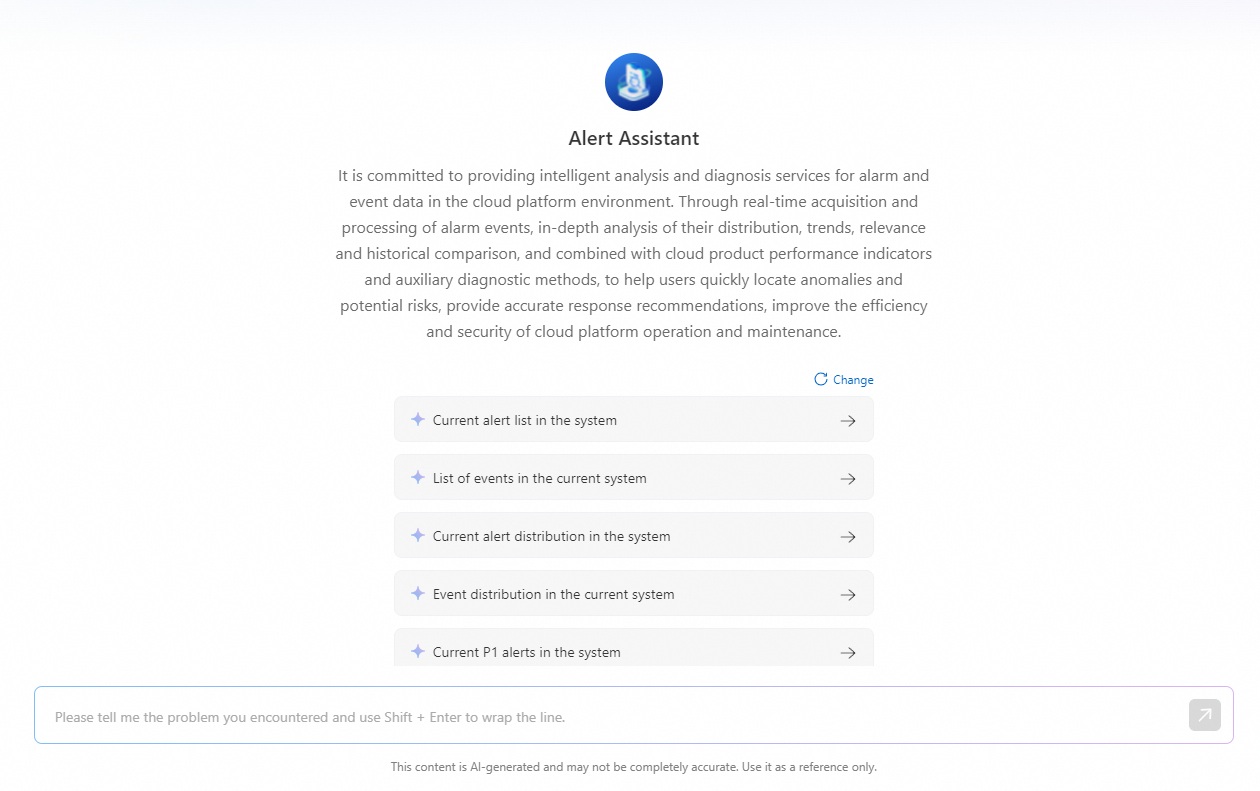 Alert Assistant
It is committed to providing intelligent analysis and diagnosis services for alarm and
event data in the cloud platform environment. Through real-time acquisition and
processing of alarm events, in-depth analysis of their distribution, trends, relevance
and historical comparison, and combined with cloud product performance indicators
and auxiliary diagnostic methods, to help users quickly locate anomalies and
potential risks, provide accurate response recommendations, improve the efficiency
and security of cloud platform operation and maintenance.
Change
Current alert list in the system
List of events in the current system
Current alert distribution in the system
Event distribution in the current system
Current P1 alerts in the system
Please tell me the problem you encountered and use Shift + Enter to wrap the line.
This content is AI-generated and may not be completely accurate. Use it as a reference only.